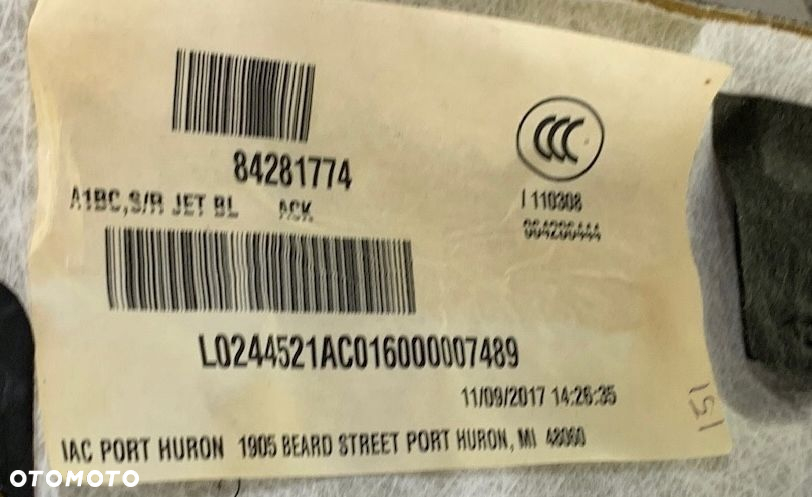 84281774
A1BC,S/R JET BL ACK
CCC
I 110308
L0244521AC016000007489
11/09/2017 14:26:35
151
IAC PORT HURON 1905 BEARD STREET PORT HURON, MI 48060
OTOMOTO